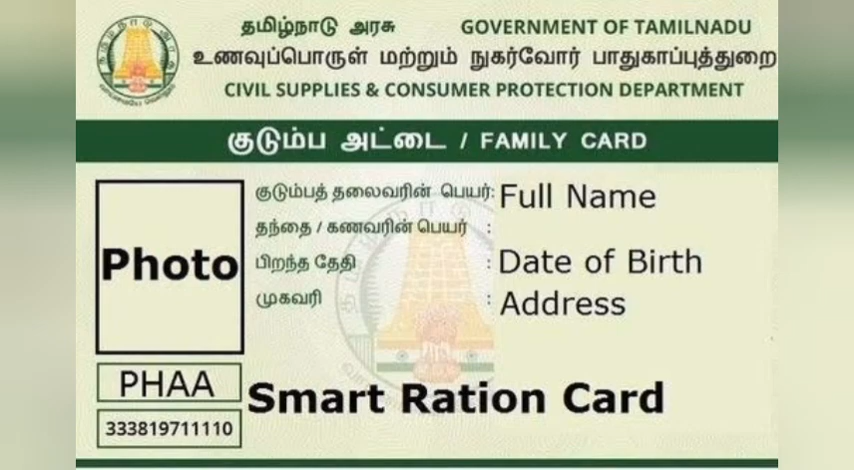 தமிழ்நாடு அரசு GOVERNMENT OF TAMILNADU
உணவுப்பொருள் மற்றும் நுகர்வோர் பாதுகாப்புத்துறை
CIVIL SUPPLIES & CONSUMER PROTECTION DEPARTMENT
குடும்ப அட்டை / FAMILY CARD
Photo
குடும்பத் தலைவரின் பெயர்: Full Name
தந்தை / கணவரின் பெயர் :
பிறந்த தேதி : Date of Birth
முகவரி : Address
PHAA
333819711110
Smart Ration Card